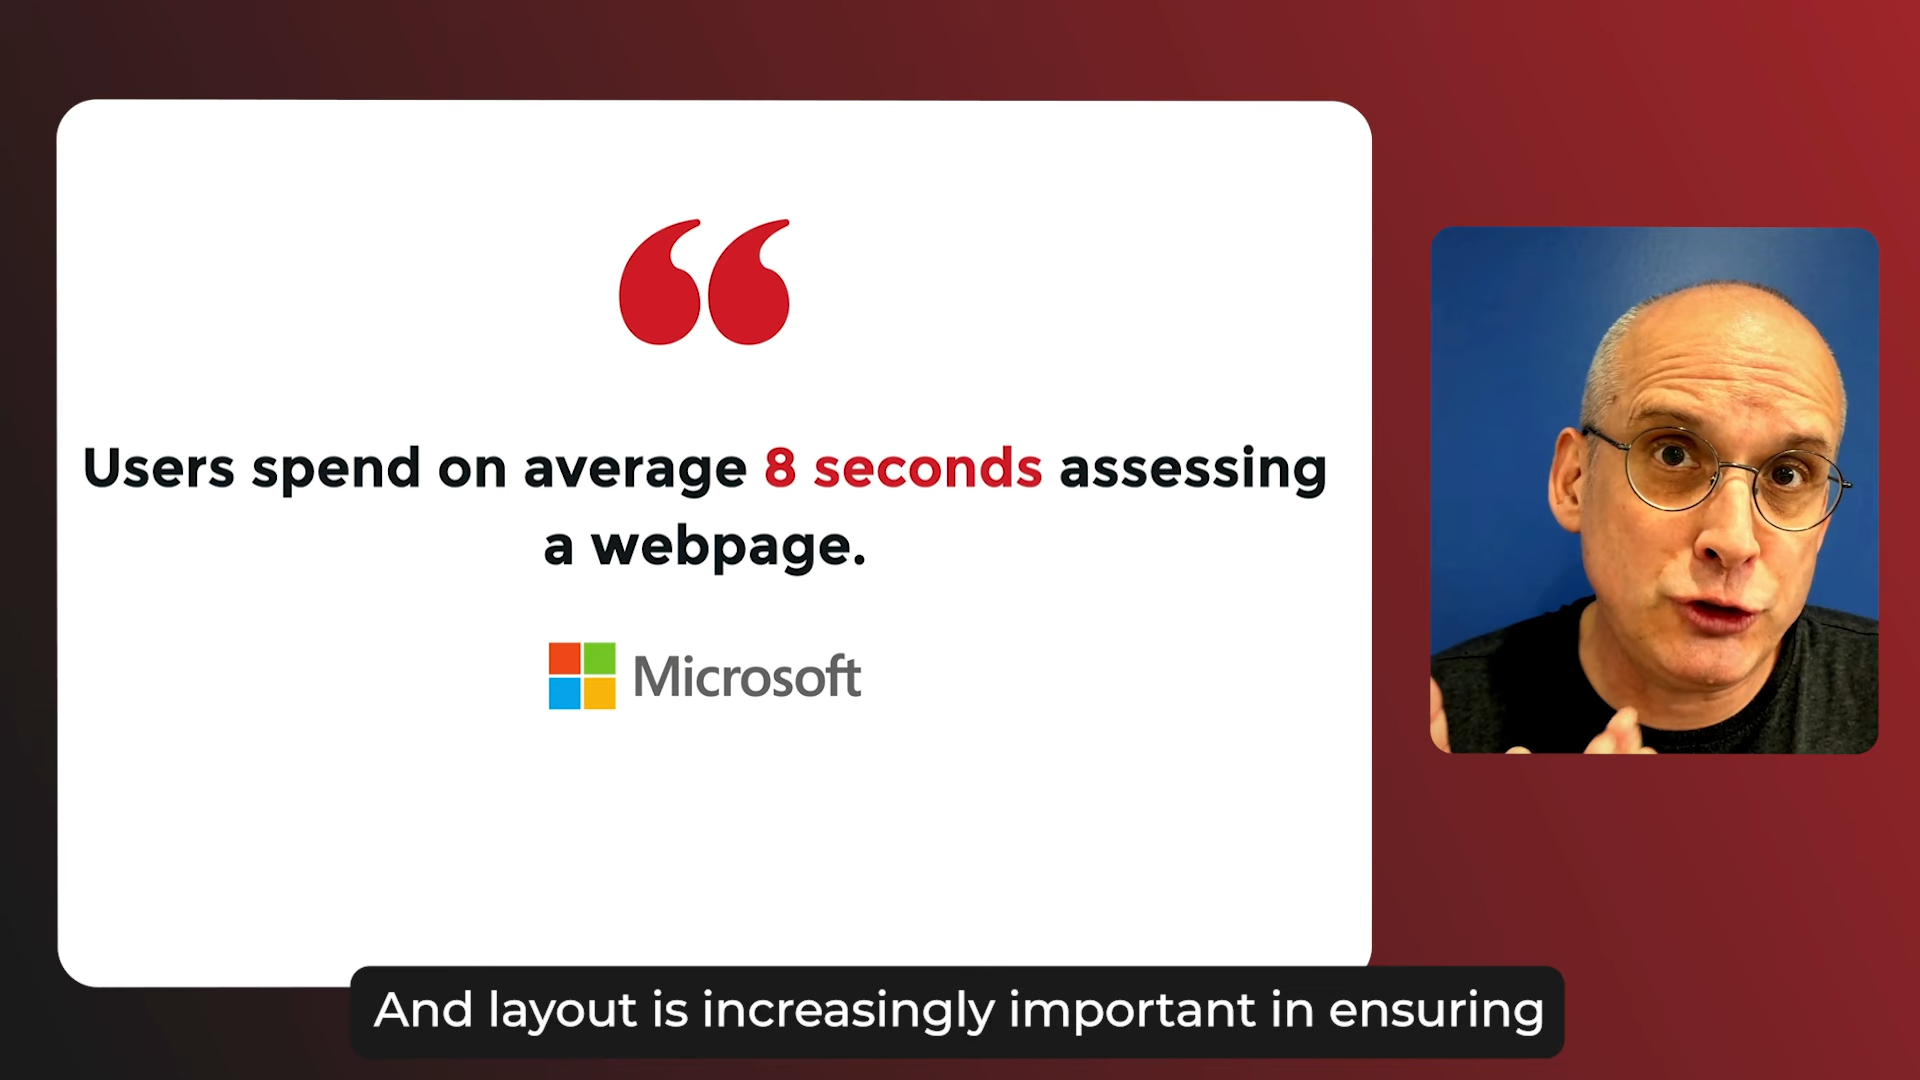 Users spend on average 8 seconds assessing
a webpage.
Microsoft
And layout is increasingly important in ensuring